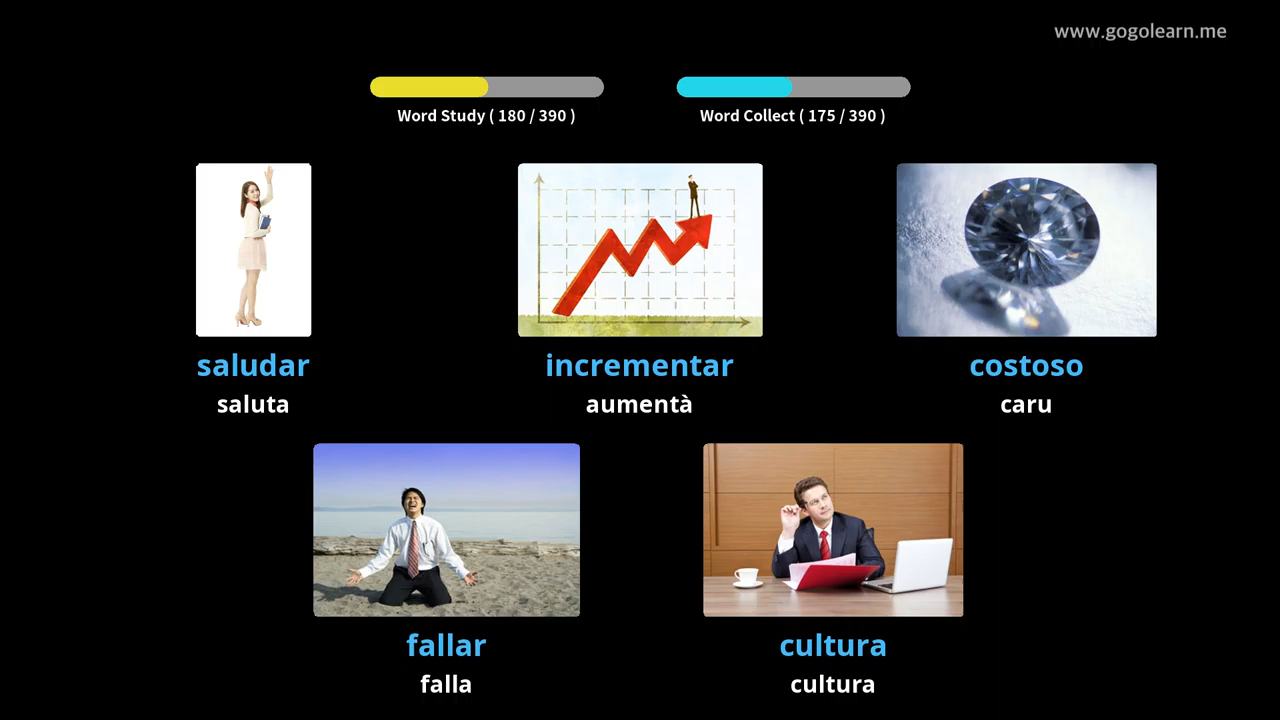 www.gogolearn.me
Word Study ( 180 / 390 )
Word Collect ( 175 / 390 )
saludar
saluta
incrementar
aumentà
costoso
caru
fallar
falla
cultura
cultura